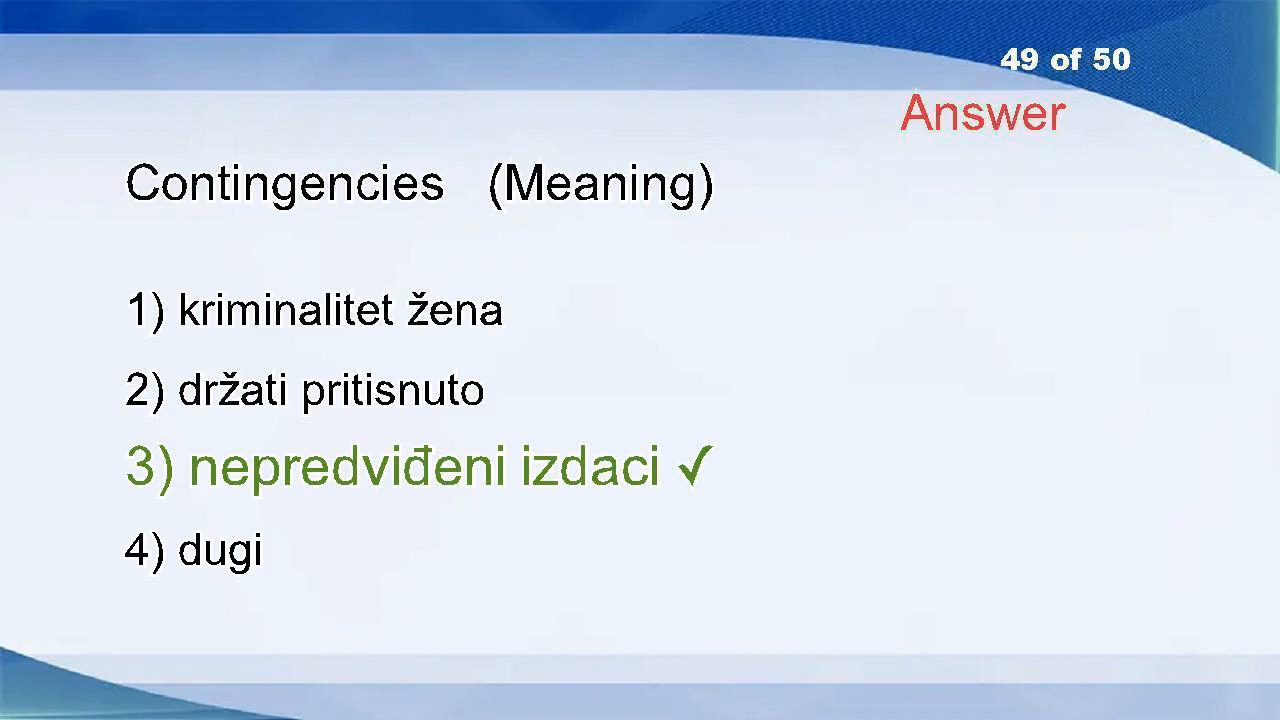 49 of 50
Answer
Contingencies (Meaning)
1) kriminalitet žena
2) držati pritisnuto
3) nepredviđeni izdaci ✓
4) dugi